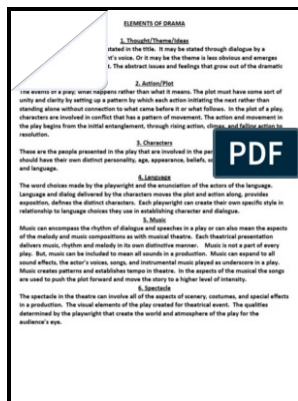 ELEMENTS OF DRAMA
1. Thought/Theme/Ideas
stated in the title. It may be stated through dialogue by a
t's voice. Or it may be the theme is less obvious and emerges
t. The abstract issues and feelings that grow out of the dramatic
2. Action/Plot
The events of a play; what happens rather than what it means. The plot must have some sort of
unity and clarity by setting up a pattern by which each action initiating the next rather than
standing alone without connection to what came before it or what follows. In the plot of a play,
characters are involved in conflict that has a pattern of movement. The action and movement in
the play begins from the initial entanglement, through rising action, climax, and falling action to
resolution.
3. Characters
These are the people presented in the play that are involved in the
should have their own distinct personality, age, appearance, beliefs,
and language.
PDF
4. Language
The word choices made by the playwright and the enunciation of the actors of the language.
Language and dialog delivered by the characters moves the plot and action along, provides
exposition, defines the distinct characters. Each playwright can create their own specific style in
relationship to language choices they use in establishing character and dialogue.
5. Music
Music can encompass the rhythm of dialogue and speeches in a play or can also mean the aspects
of the melody and music compositions as with musical theatre. Each theatrical presentation
delivers music, rhythm and melody in its own distinctive manner. Music is not a part of every
play. But, music can be included to mean all sounds in a production. Music can expand to all
sound effects, the actor's voices, songs, and instrumental music played as underscore in a play.
Music creates patterns and establishes tempo in theatre. In the aspects of the musical the songs
are used to push the plot forward and move the story to a higher level of intensity.
6. Spectacle
The spectacle in the theatre can involve all of the aspects of scenery, costumes, and special effects
in a production. The visual elements of the play created for theatrical event. The qualities
determined by the playwright that create the world and atmosphere of the play for the
audience's eye.